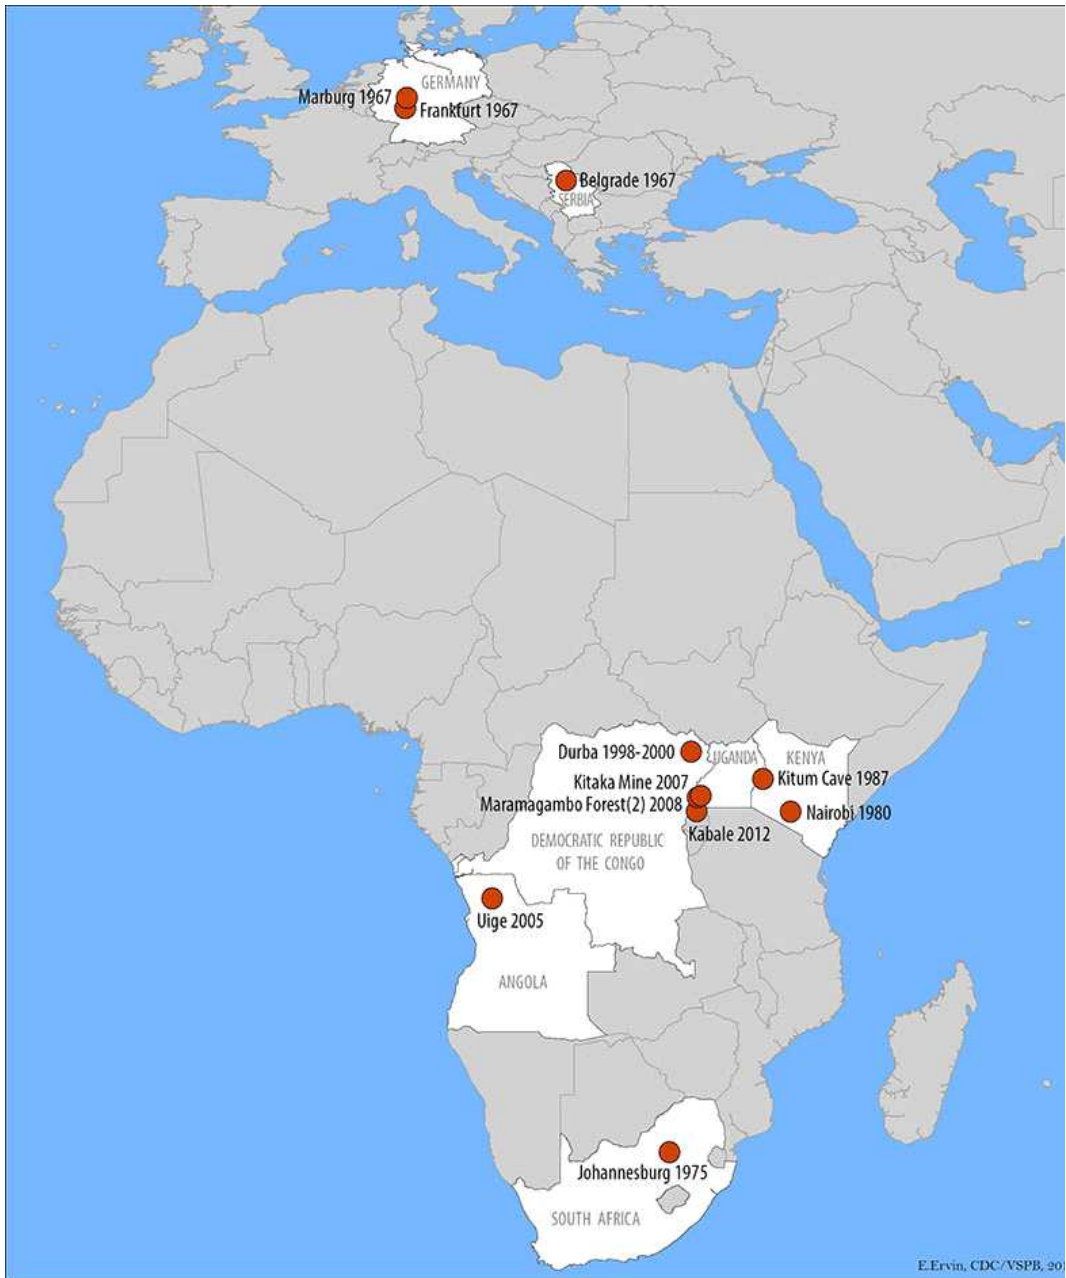 GERMANY
Marburg 1967
Frankfurt 1967
Belgrade 1967
SERBIA
Durba 1998-2000
UGANDA
KENYA
Kitaka Mine 2007
Kitum Cave 1987
Maramagambo Forest(2) 2008
Nairobi 1980
Kabale 2012
DEMOCRATIC REPUBLIC
OF THE CONGO
Uige 2005
ANGOLA
Johannesburg 1975
SOUTH AFRICA
E.Ervin, CDC/VSPB,